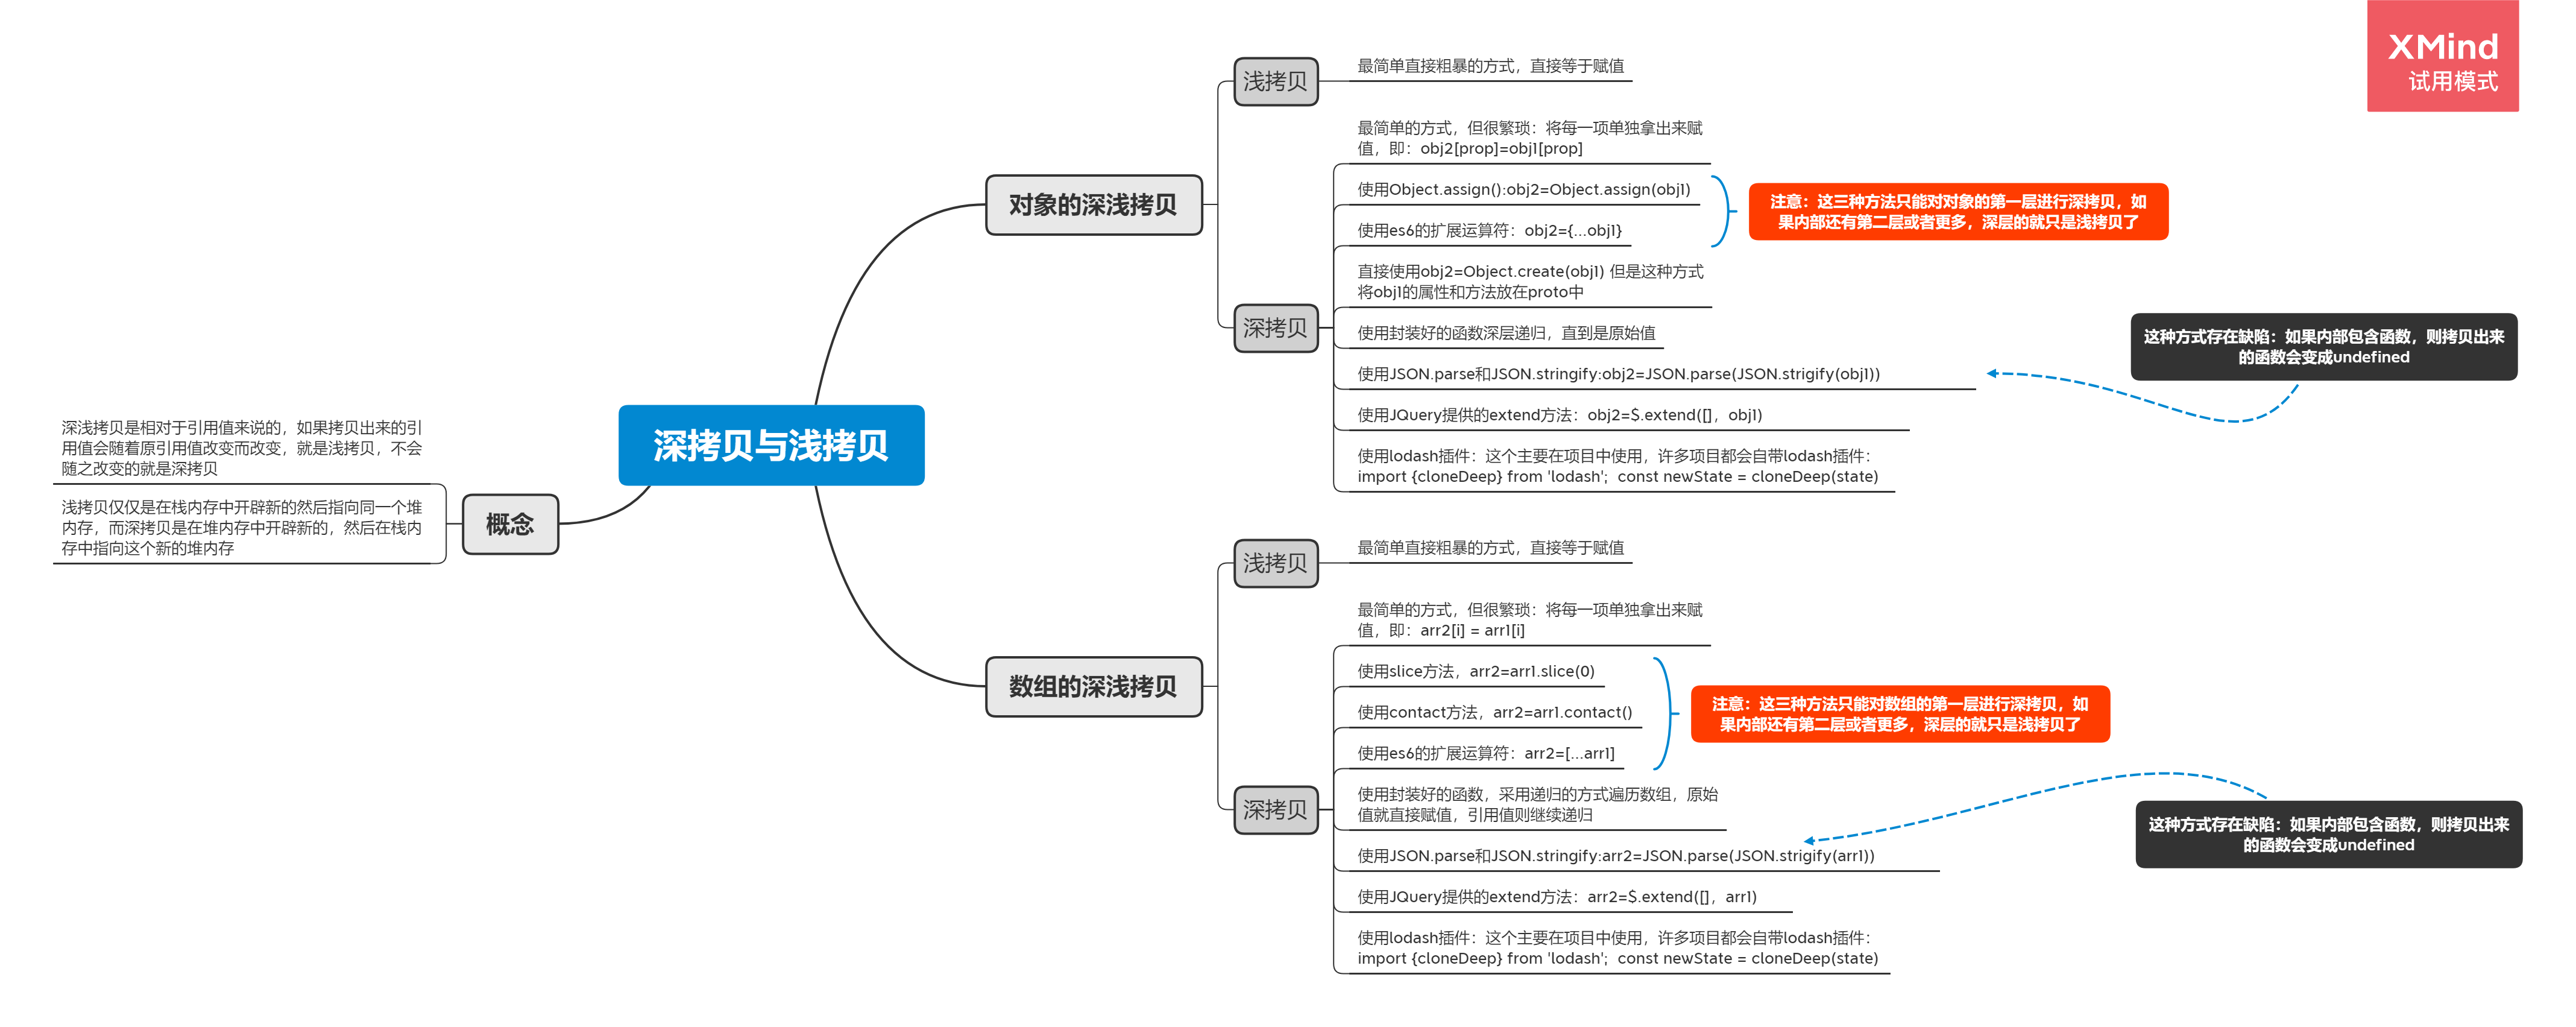 XMind
试用模式
深拷贝与浅拷贝
概念
深浅拷贝是相对于引用值来说的，如果拷贝出来的引
用值会随着原引用值改变而改变，就是浅拷贝，不会
随之改变的就是深拷贝
浅拷贝仅仅是在栈内存中开辟新的然后指向同一个堆
内存，而深拷贝是在堆内存中开辟新的，然后在栈内
存中指向这个新的堆内存
对象的深浅拷贝
浅拷贝
最简单直接粗暴的方式，直接等于赋值
深拷贝
最简单的方式，但很繁琐：将每一项单独拿出来赋
值，即：obj2[prop]=obj1[prop]
使用Object.assign():obj2=Object.assign(obj1)
使用es6的扩展运算符：obj2={...obj1}
注意：这三种方法只能对对象的第一层进行深拷贝，如
果内部还有第二层或者更多，深层的就只是浅拷贝了
直接使用obj2=Object.create(obj1) 但是这种方式
将obj1的属性和方法放在proto中
使用封装好的函数深层递归，直到是原始值
使用JSON.parse和JSON.stringify:obj2=JSON.parse(JSON.strigify(obj1))
这种方式存在缺陷：如果内部包含函数，则拷贝出来
的函数会变成undefined
使用JQuery提供的extend方法：obj2=$.extend([]，obj1)
使用lodash插件：这个主要在项目中使用，许多项目都会自带lodash插件：
import {cloneDeep} from 'lodash';  const newState = cloneDeep(state)
数组的深浅拷贝
浅拷贝
最简单直接粗暴的方式，直接等于赋值
深拷贝
最简单的方式，但很繁琐：将每一项单独拿出来赋
值，即：arr2[i] = arr1[i]
使用slice方法，arr2=arr1.slice(0)
使用contact方法，arr2=arr1.contact()
使用es6的扩展运算符：arr2=[...arr1]
注意：这三种方法只能对数组的第一层进行深拷贝，如
果内部还有第二层或者更多，深层的就只是浅拷贝了
使用封装好的函数，采用递归的方式遍历数组，原始
值就直接赋值，引用值则继续递归
使用JSON.parse和JSON.stringify:arr2=JSON.parse(JSON.strigify(arr1))
这种方式存在缺陷：如果内部包含函数，则拷贝出来
的函数会变成undefined
使用JQuery提供的extend方法：arr2=$.extend([]，arr1)
使用lodash插件：这个主要在项目中使用，许多项目都会自带lodash插件：
import {cloneDeep} from 'lodash';  const newState = cloneDeep(state)